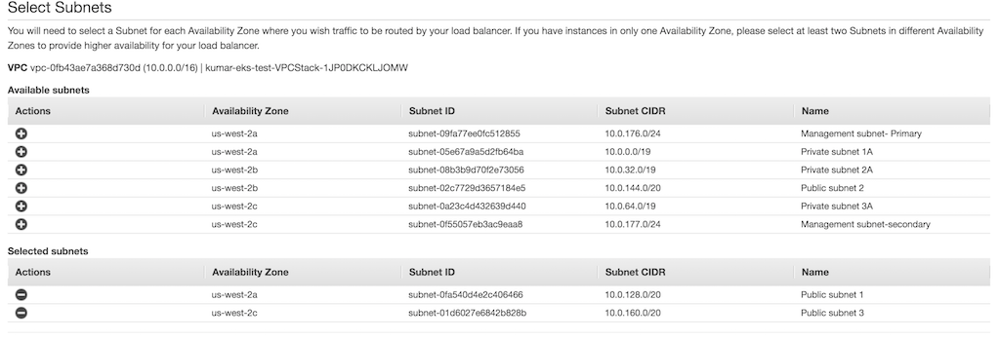 Select Subnets
You will need to select a Subnet for each Availability Zone where you wish traffic to be routed by your load balancer. If you have instances in only one Availability Zone, please select at least two Subnets in different Availability
Zones to provide higher availability for your load balancer.
VPC vpc-0fb43ae7a368d730d (10.0.0.0/16) | kumar-eks-test-VPCStack-1JP0DKCKLJOMW
Available subnets
Actions Availability Zone Subnet ID Subnet CIDR Name
us-west-2a subnet-09fa77ee0fc512855 10.0.176.0/24 Management subnet- Primary
us-west-2a subnet-05e67a9a5d2fb64ba 10.0.0.0/19 Private subnet 1A
us-west-2b subnet-08b3b9d70f2e73056 10.0.32.0/19 Private subnet 2A
us-west-2b subnet-02c7729d3657184e5 10.0.144.0/20 Public subnet 2
us-west-2c subnet-0a23c4d432639d440 10.0.64.0/19 Private subnet 3A
us-west-2c subnet-0f55057eb3ac9eaa8 10.0.177.0/24 Management subnet-secondary
Selected subnets
Actions Availability Zone Subnet ID Subnet CIDR Name
us-west-2a subnet-0fa540d4e2c406466 10.0.128.0/20 Public subnet 1
us-west-2c subnet-01d6027e6842b828b 10.0.160.0/20 Public subnet 3